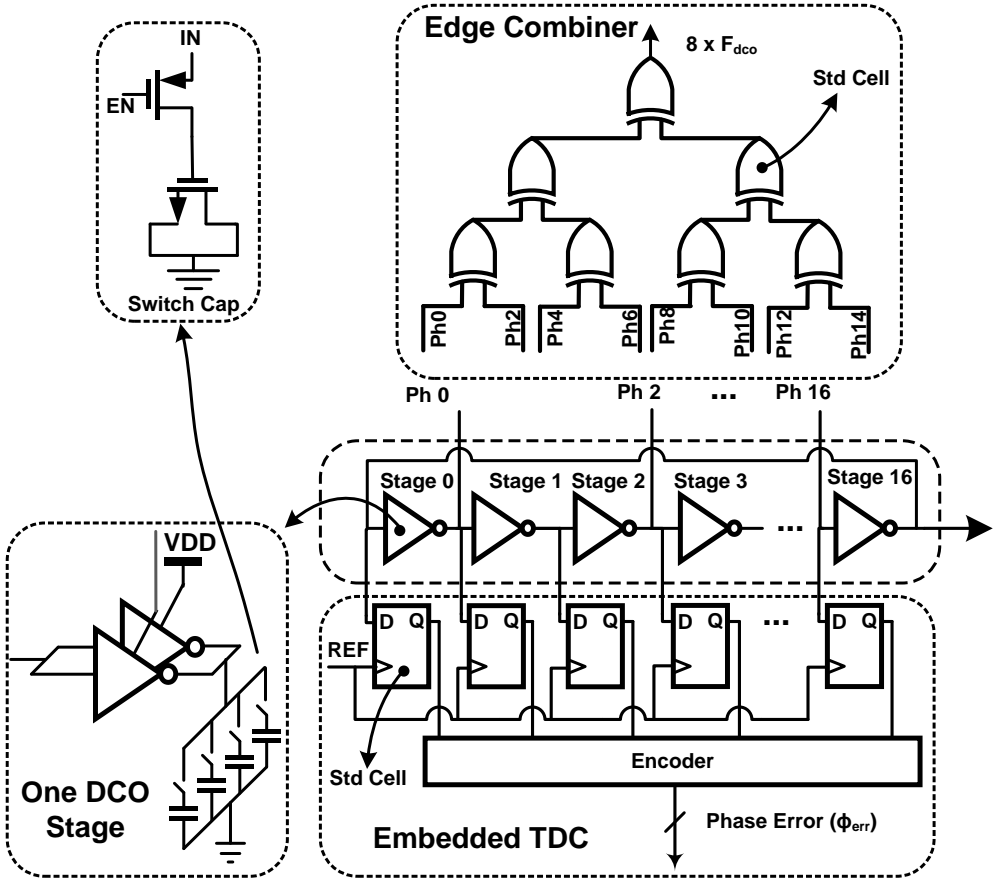 IN
EN
Switch Cap
Edge Combiner
8 x Fdco
Std Cell
Ph0
Ph2
Ph4
Ph6
Ph8
Ph10
Ph12
Ph14
Ph 0
Ph 2
...
Ph 16
Stage 0
Stage 1
Stage 2
Stage 3
Stage 16
...
VDD
One DCO
Stage
REF
D Q
D Q
D Q
D Q
...
D Q
Std Cell
Encoder
Embedded TDC
Phase Error (ϕerr)